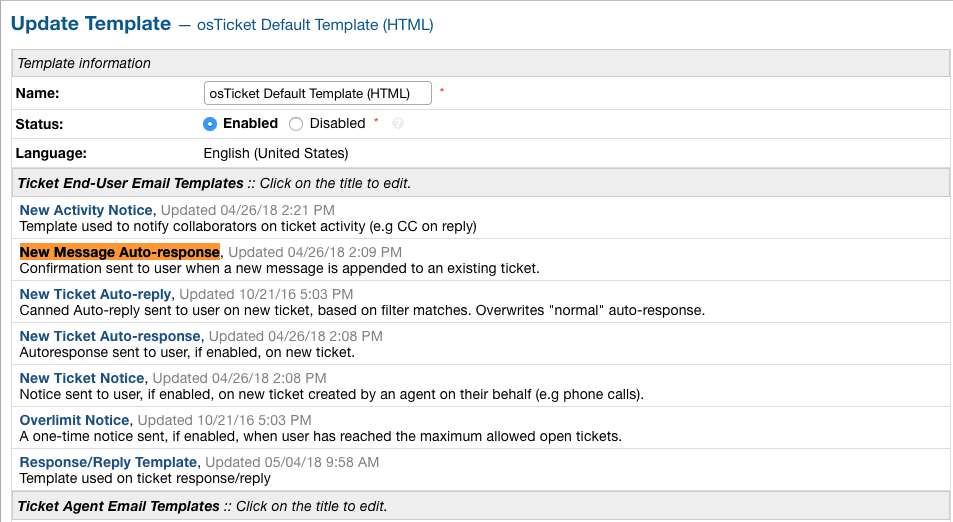 Update Template — osTicket Default Template (HTML)
Template information
Name: osTicket Default Template (HTML) *
Status: Enabled Disabled * ?
Language: English (United States)
Ticket End-User Email Templates :: Click on the title to edit.
New Activity Notice, Updated 04/26/18 2:21 PM
Template used to notify collaborators on ticket activity (e.g CC on reply)
New Message Auto-response, Updated 04/26/18 2:09 PM
Confirmation sent to user when a new message is appended to an existing ticket.
New Ticket Auto-reply, Updated 10/21/16 5:03 PM
Canned Auto-reply sent to user on new ticket, based on filter matches. Overwrites "normal" auto-response.
New Ticket Auto-response, Updated 04/26/18 2:08 PM
Autoresponse sent to user, if enabled, on new ticket.
New Ticket Notice, Updated 04/26/18 2:08 PM
Notice sent to user, if enabled, on new ticket created by an agent on their behalf (e.g phone calls).
Overlimit Notice, Updated 10/21/16 5:03 PM
A one-time notice sent, if enabled, when user has reached the maximum allowed open tickets.
Response/Reply Template, Updated 05/04/18 9:58 AM
Template used on ticket response/reply
Ticket Agent Email Templates :: Click on the title to edit.